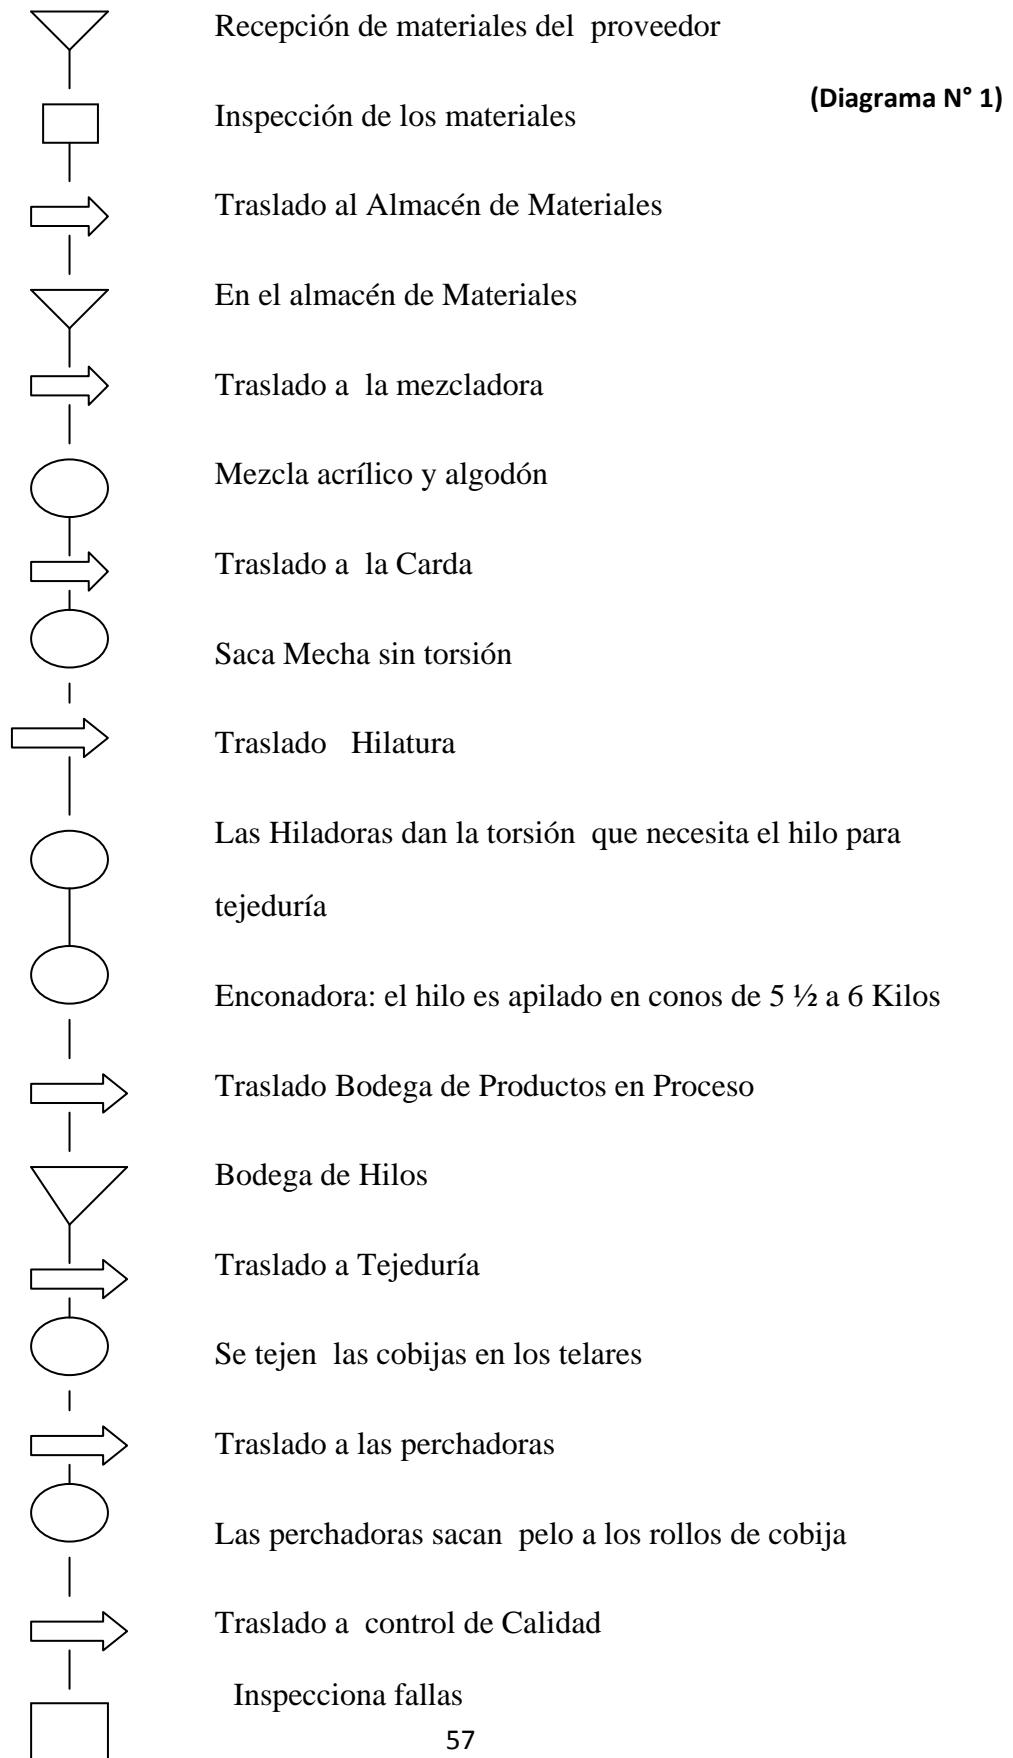 Recepción de materiales del proveedor
(Diagrama N° 1)
Inspección de los materiales
Traslado al Almacén de Materiales
En el almacén de Materiales
Traslado a la mezcladora
Mezcla acrílico y algodón
Traslado a la Carda
Saca Mecha sin torsión
Traslado Hilatura
Las Hiladoras dan la torsión que necesita el hilo para
tejeduría
Enconadora: el hilo es apilado en conos de 5 ½ a 6 Kilos
Traslado Bodega de Productos en Proceso
Bodega de Hilos
Traslado a Tejeduría
Se tejen las cobijas en los telares
Traslado a las perchadoras
Las perchadoras sacan pelo a los rollos de cobija
Traslado a control de Calidad
Inspecciona fallas
57